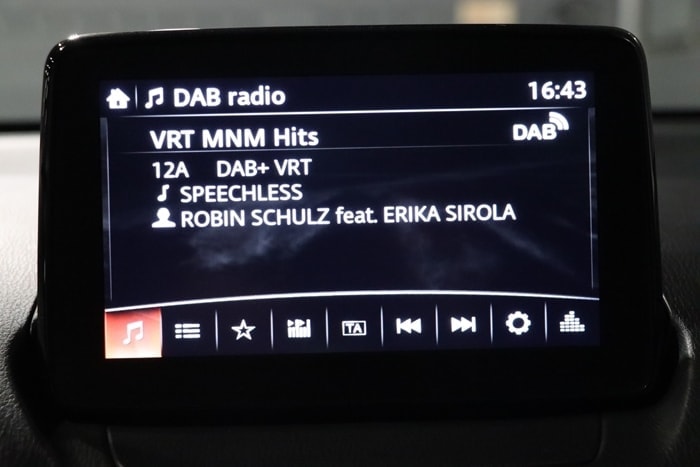 DAB radio 16:43
VRT MNM Hits DAB
12A DAB+ VRT
SPEECHLESS
ROBIN SCHULZ feat. ERIKA SIROLA
TA